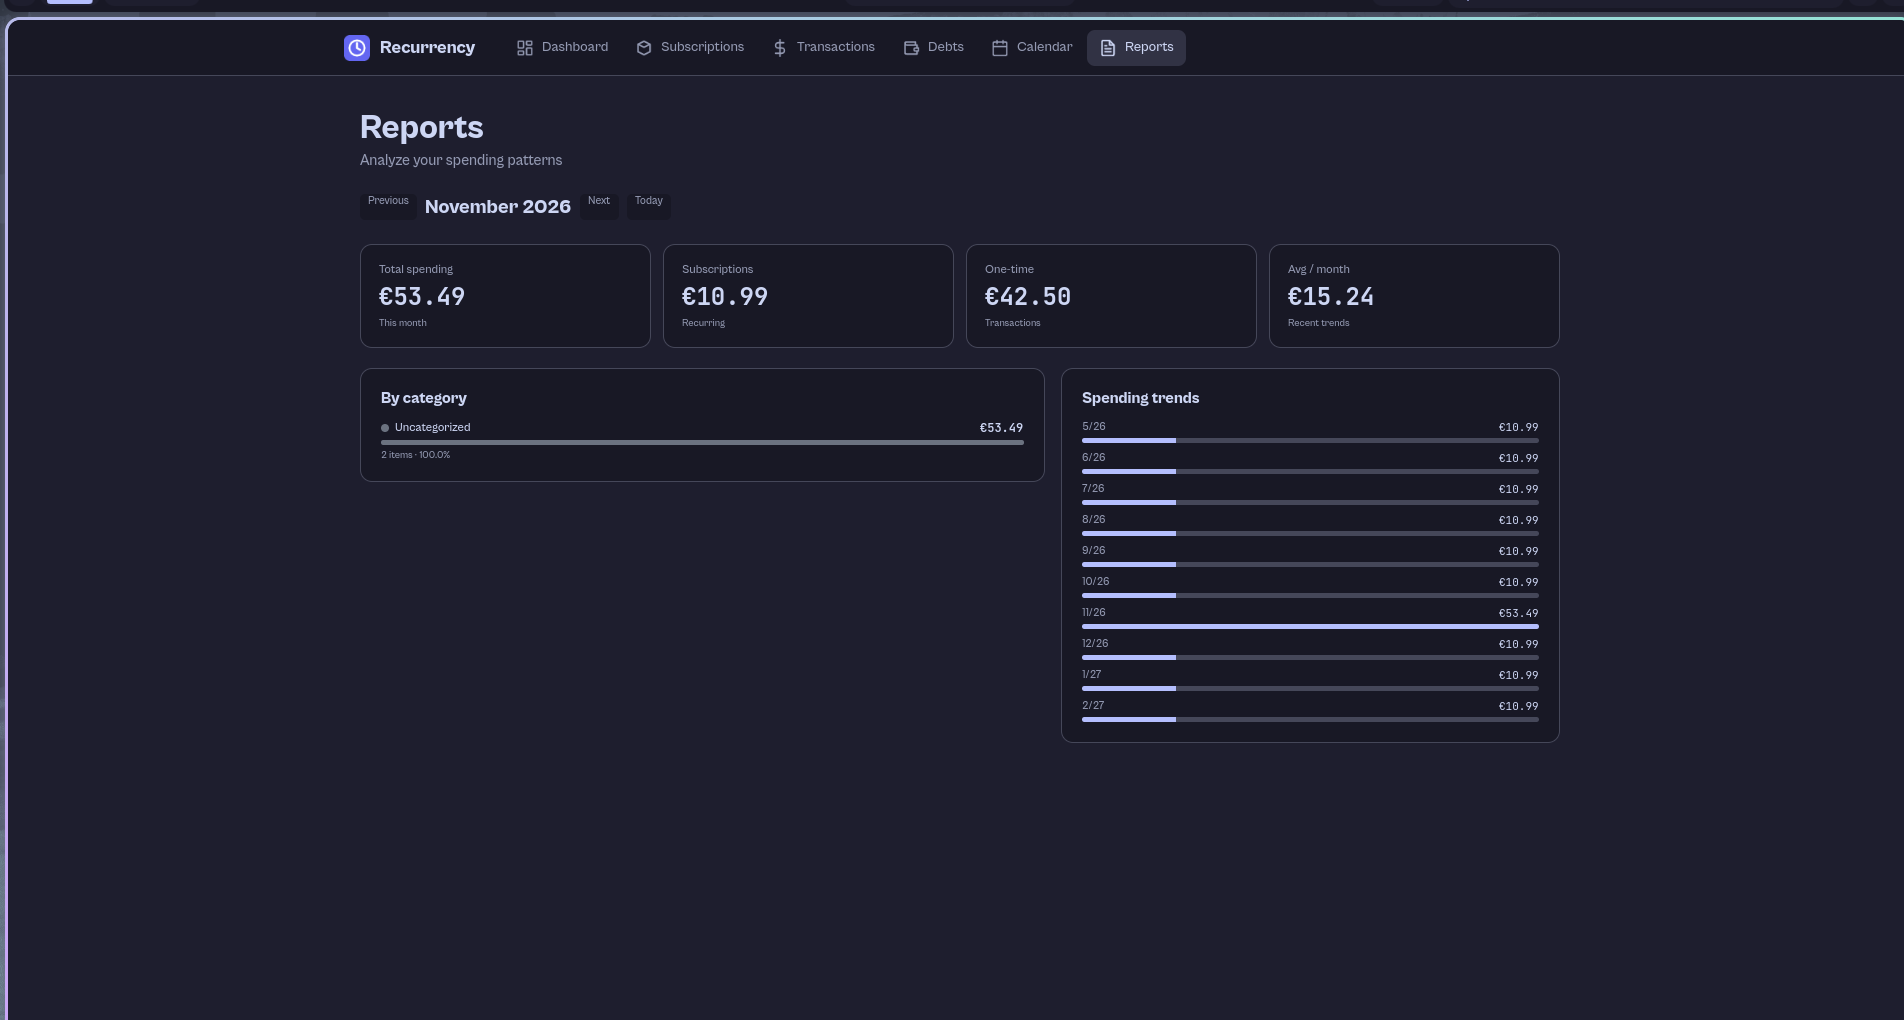 Recurrency
Dashboard
Subscriptions
Transactions
Debts
Calendar
Reports
Reports
Analyze your spending patterns
Previous
November 2026
Next
Today
Total spending
€53.49
This month
Subscriptions
€10.99
Recurring
One-time
€42.50
Transactions
Avg / month
€15.24
Recent trends
By category
Uncategorized €53.49
2 items · 100.0%
Spending trends
5/26 €10.99
6/26 €10.99
7/26 €10.99
8/26 €10.99
9/26 €10.99
10/26 €10.99
11/26 €53.49
12/26 €10.99
1/27 €10.99
2/27 €10.99